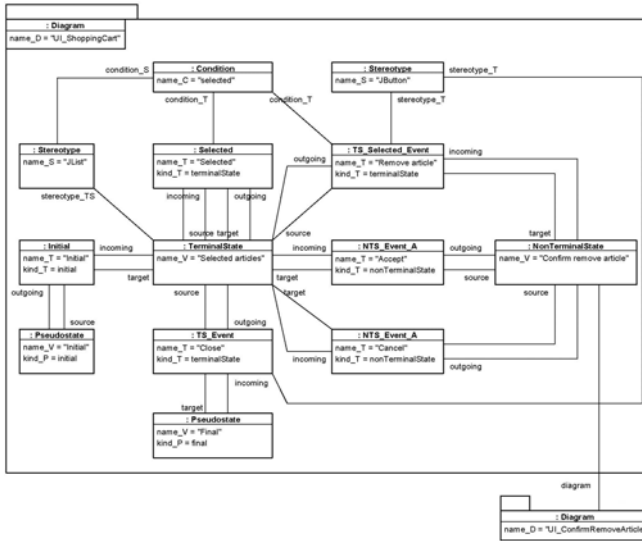 : Diagram
name_D = "UI_ShoppingCart"
condition_S
: Condition
name_C = "selected"
: Stereotype
name_S = "JButton"
stereotype_T
condition_T
condition_T
stereotype_T
: Stereotype
name_S = "JList"
: Selected
name_T = "Selected"
kind_T = terminalState
outgoing
: TS_Selected_Event
name_T = "Remove article"
kind_T = terminalState
incoming
stereotype_TS
incoming
outgoing
source
target
source
target
: Initial
name_T = "Initial"
kind_T = initial
incoming
target
: TerminalState
name_V = "Selected articles"
incoming
target
: NTS_Event_A
name_T = "Accept"
kind_T = nonTerminalState
outgoing
source
: NonTerminalState
name_V = "Confirm remove article"
outgoing
source
source
target
source
: Pseudostate
name_V = "Initial"
kind_P = initial
outgoing
: TS_Event
name_T = "Close"
kind_T = terminalState
incoming
: NTS_Event_A
name_T = "Cancel"
kind_T = nonTerminalState
outgoing
incoming
target
: Pseudostate
name_V = "Final"
kind_P = final
diagram
: Diagram
name_D = "UI_ConfirmRemoveArticle